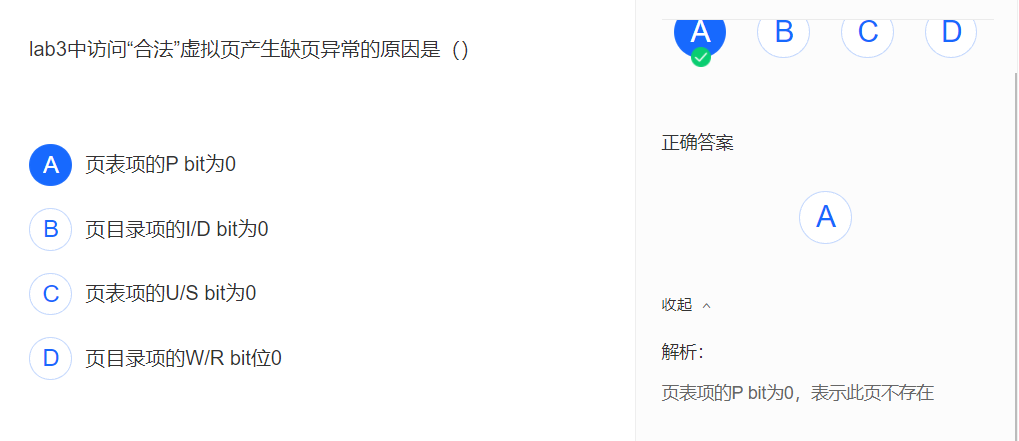 lab3中访问“合法”虚拟页产生缺页异常的原因是（）
A 页表项的P bit为0
B 页目录项的I/D bit为0
C 页表项的U/S bit为0
D 页目录项的W/R bit位0
A B C D
正确答案
A
收起
解析：
页表项的P bit为0，表示此页不存在